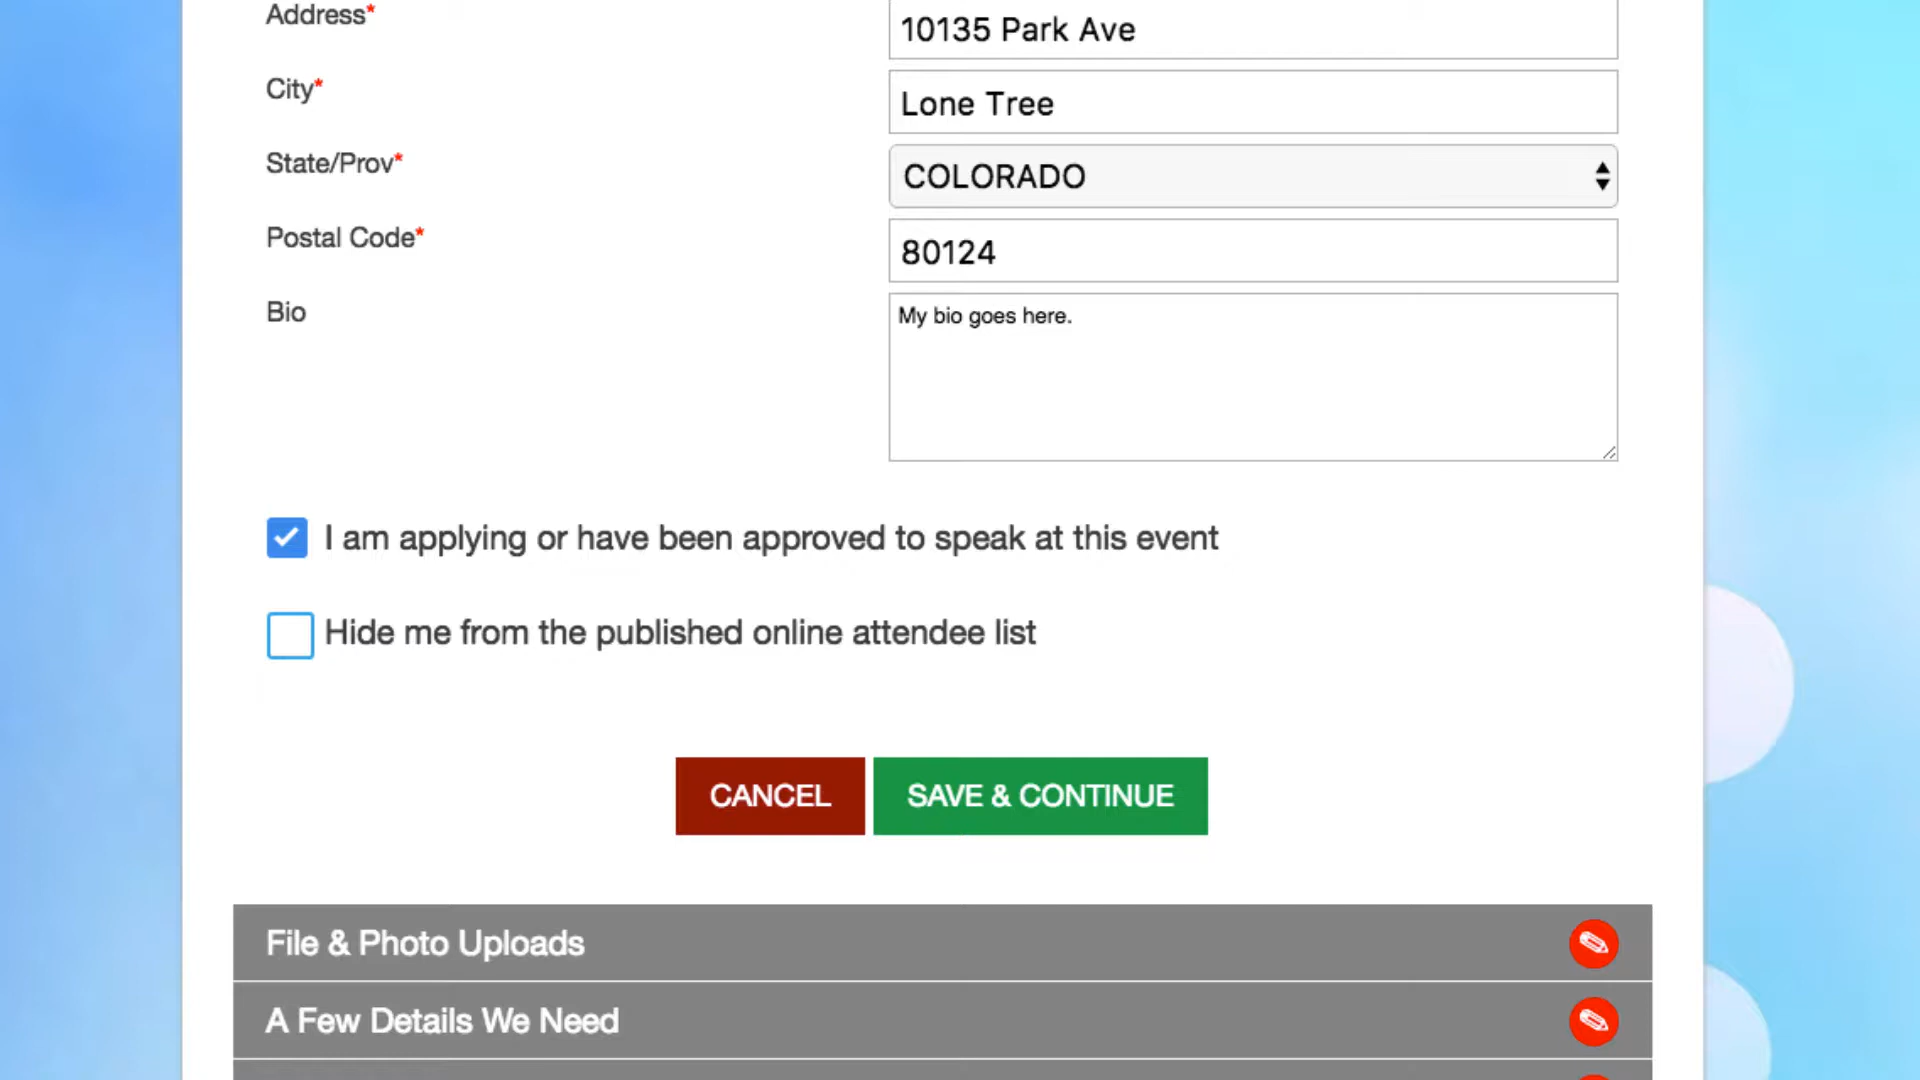 Address*
10135 Park Ave
City*
Lone Tree
State/Prov*
COLORADO
Postal Code*
80124
Bio
My bio goes here.
I am applying or have been approved to speak at this event
Hide me from the published online attendee list
CANCEL
SAVE & CONTINUE
File & Photo Uploads
A Few Details We Need